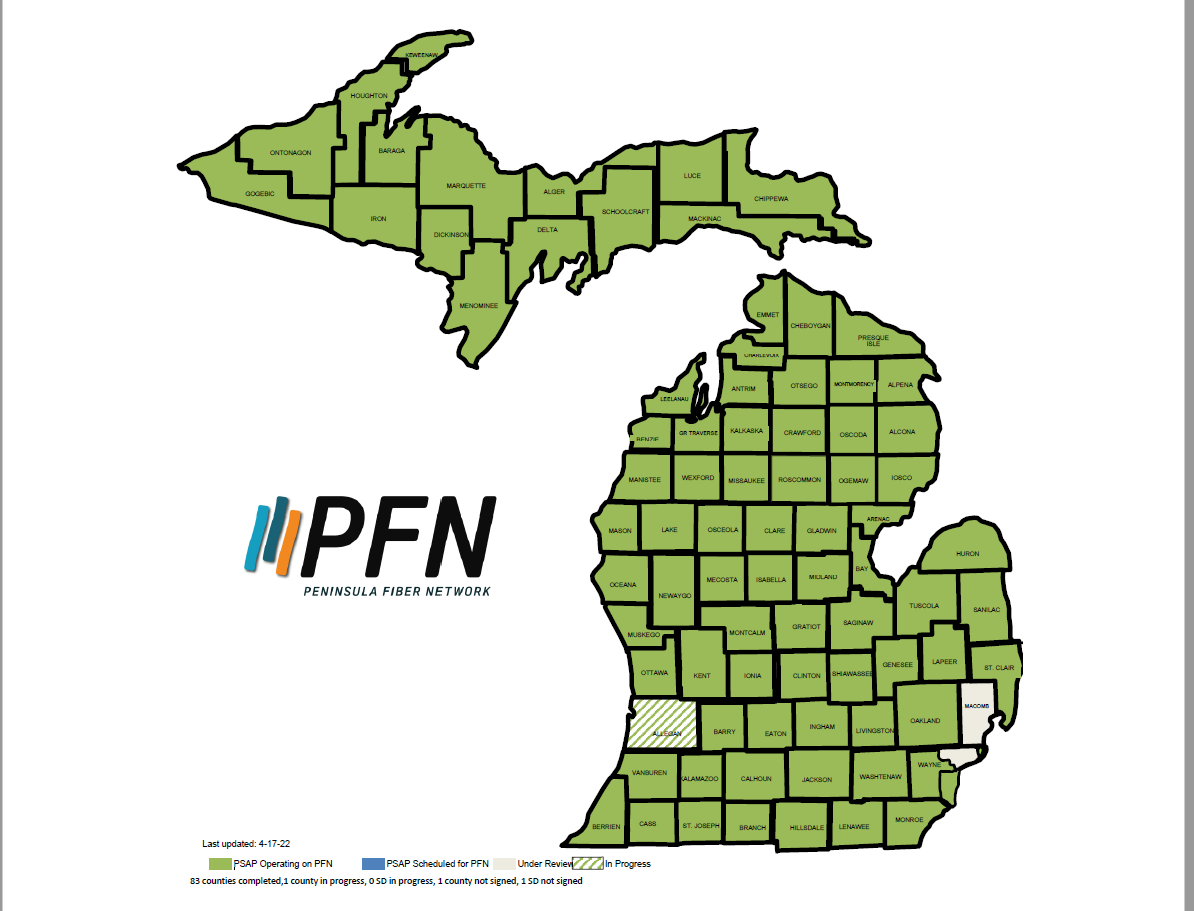 KEWEENAW
HOUGHTON
ONTONAGON
BARAGA
GOGEBIC
MARQUETTE
IRON
DICKINSON
MENOMINEE
ALGER
DELTA
SCHOOLCRAFT
LUCE
CHIPPEWA
MACKINAC
EMMET
CHEBOYGAN
PRESQUE
ISLE
CHARLEVOIX
LEELANAU
ANTRIM
OTSEGO
MONTMORENCY
ALPENA
BENZIE
GR TRAVERSE
KALKASKA
CRAWFORD
OSCODA
ALCONA
MANISTEE
WEXFORD
MISSAUKEE
ROSCOMMON
OGEMAW
IOSCO
MASON
LAKE
OSCEOLA
CLARE
GLADWIN
ARENAC
HURON
OCEANA
NEWAYGO
MECOSTA
ISABELLA
MIDLAND
BAY
TUSCOLA
SANILAC
MUSKEGO
MONTCALM
GRATIOT
SAGINAW
OTTAWA
KENT
IONIA
CLINTON
SHIAWASSEE
GENESEE
LAPEER
ST. CLAIR
ALLEGAN
BARRY
EATON
INGHAM
LIVINGSTON
OAKLAND
MACOMB
VANBUREN
KALAMAZOO
CALHOUN
JACKSON
WASHTENAW
WAYNE
BERRIEN
CASS
ST. JOSEPH
BRANCH
HILLSDALE
LENAWEE
MONROE
PFN
PENINSULA FIBER NETWORK
Last updated: 4-17-22
PSAP Operating on PFN PSAP Scheduled for PFN Under Review In Progress
83 counties completed,1 county in progress, 0 SD in progress, 1 county not signed, 1 SD not signed